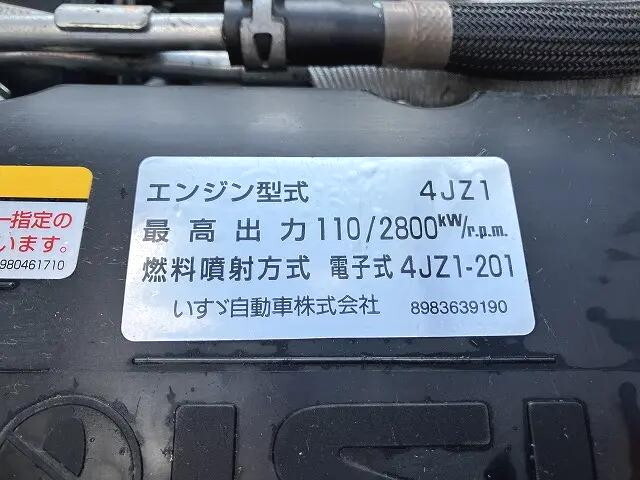 エンジン型式 4JZ1
最高出力 110/2800kW/r.p.m.
燃料噴射方式 電子式 4JZ1-201
いすゞ自動車株式会社 8983639190
一指定の
います。
980461710